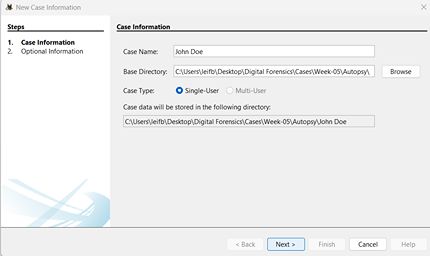 New Case Information
Steps
1. Case Information
2. Optional Information
Case Information
Case Name: John Doe
Base Directory: C:\Users\leifb\Desktop\Digital Forensics\Cases\Week-05\Autopsy\ Browse
Case Type: Single-User Multi-User
Case data will be stored in the following directory:
C:\Users\leifb\Desktop\Digital Forensics\Cases\Week-05\Autopsy\John Doe
< Back Next > Finish Cancel Help